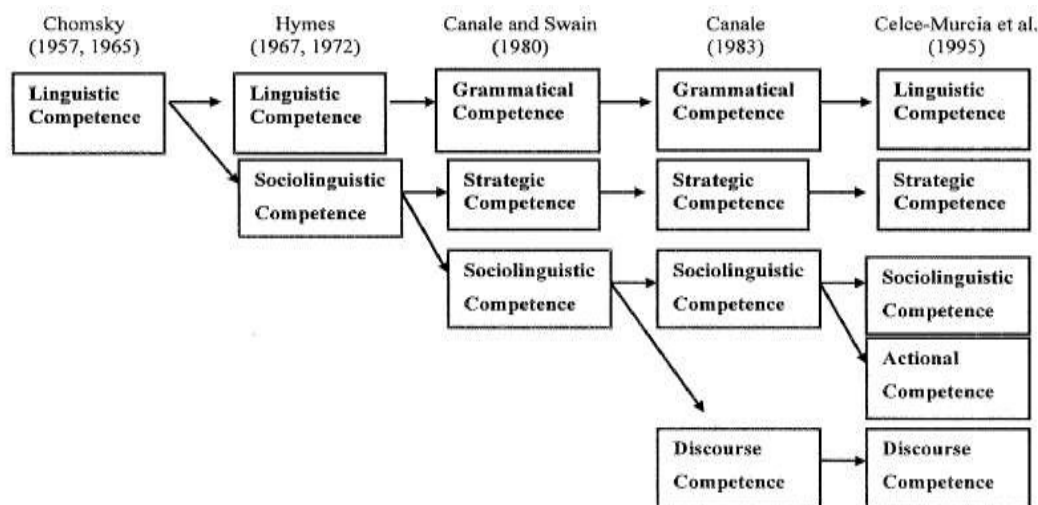 Chomsky
(1957, 1965)
Hymes
(1967, 1972)
Canale and Swain
(1980)
Canale
(1983)
Celce-Murcia et al.
(1995)
Linguistic
Competence
Linguistic
Competence
Grammatical
Competence
Grammatical
Competence
Linguistic
Competence
Sociolinguistic
Competence
Strategic
Competence
Strategic
Competence
Strategic
Competence
Sociolinguistic
Competence
Sociolinguistic
Competence
Sociolinguistic
Competence
Actional
Competence
Discourse
Competence
Discourse
Competence